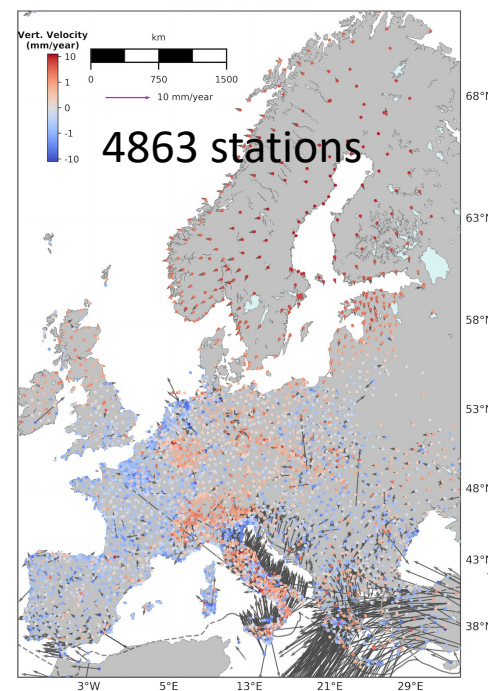 Vert. Velocity
(mm/year)
10
1
0
-1
-10
km
0 750 1500
10 mm/year
4863 stations
68°N
63°N
58°N
53°N
48°N
43°N
38°N
3°W 5°E 13°E 21°E 29°E